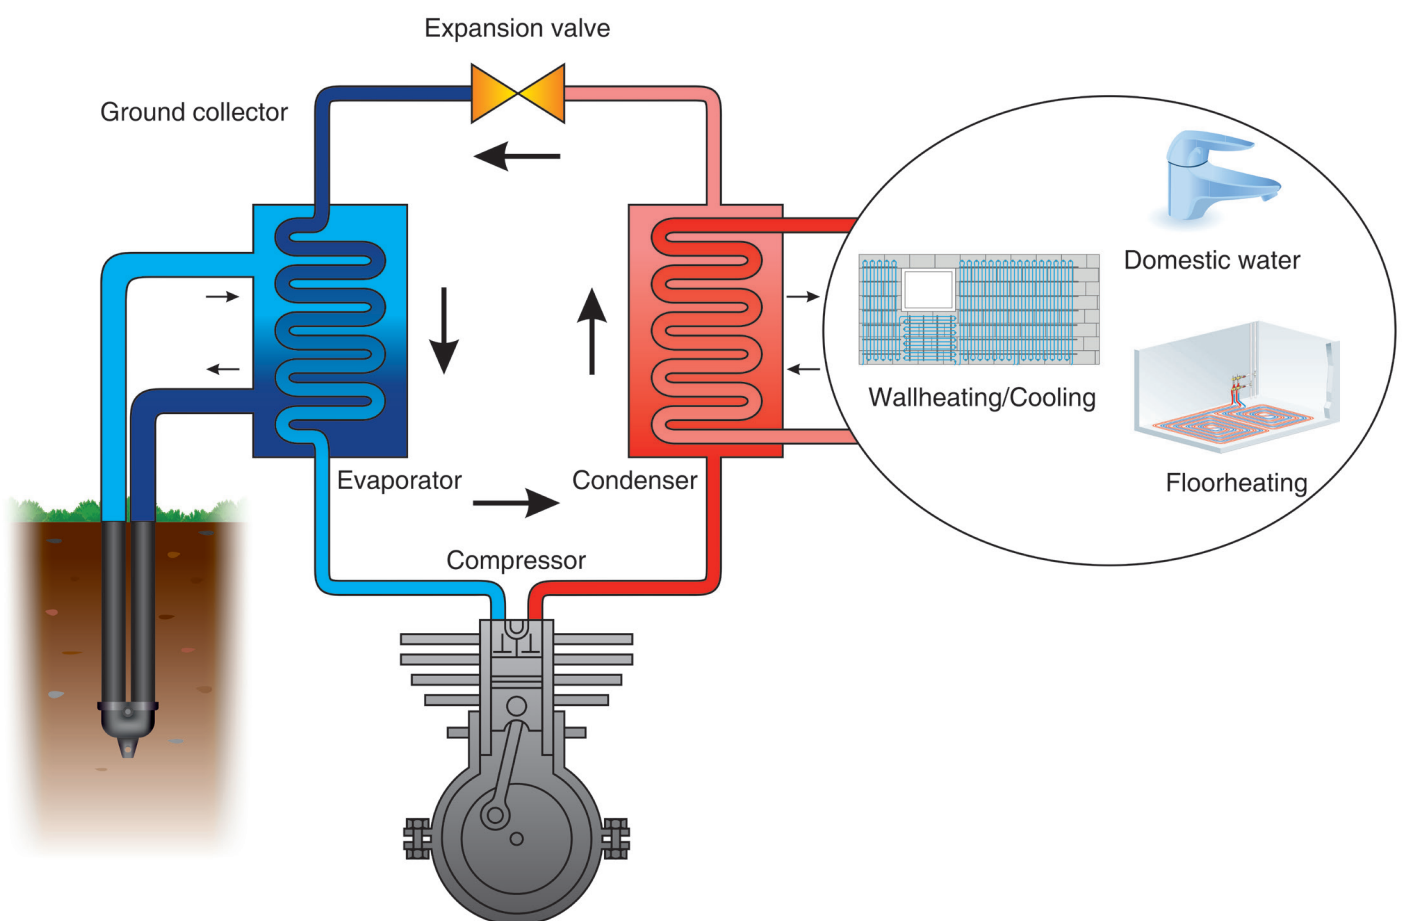 Expansion valve
Ground collector
Domestic water
Wallheating/Cooling
Evaporator
Condenser
Floorheating
Compressor